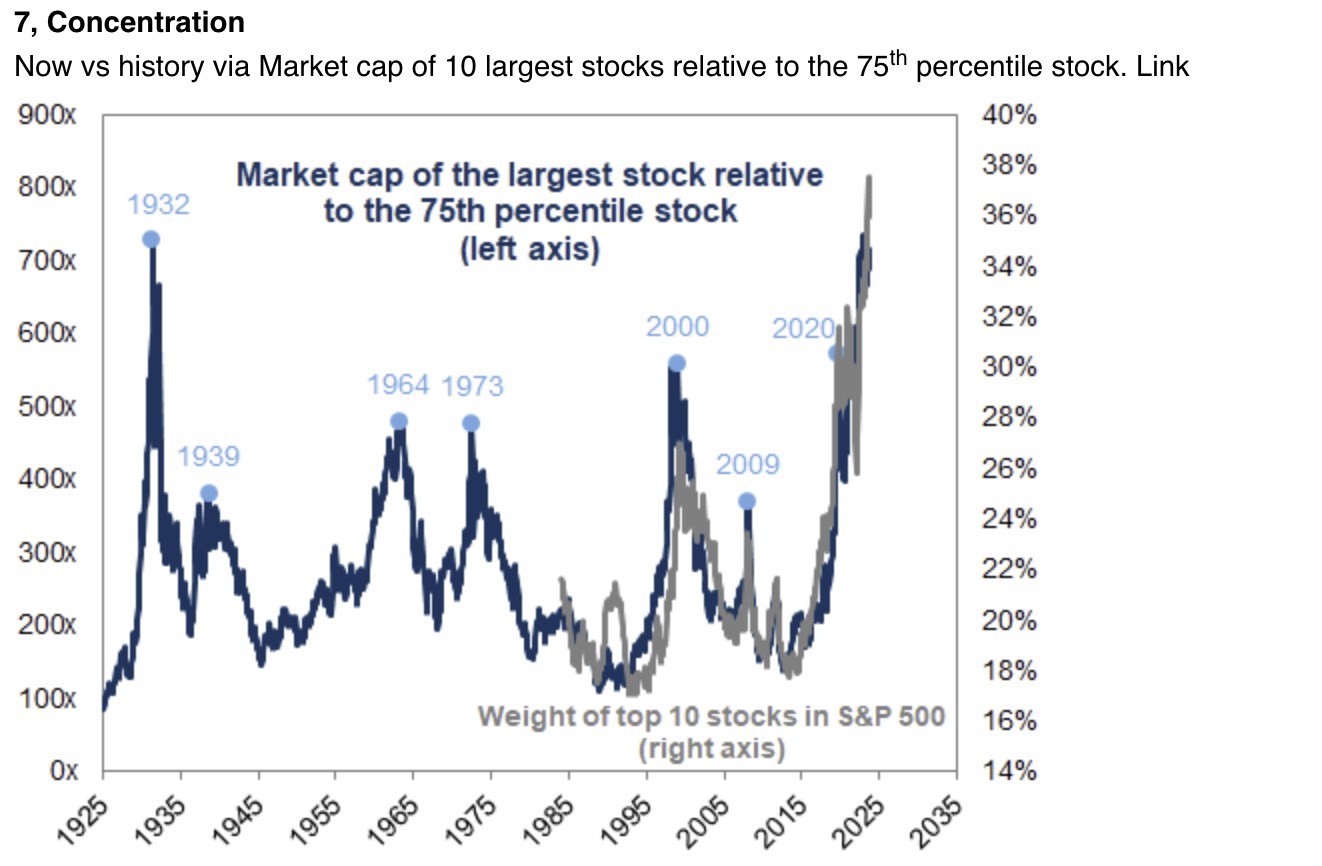 7, Concentration
Now vs history via Market cap of 10 largest stocks relative to the 75th percentile stock. Link
900x
40%
38%
800x
Market cap of the largest stock relative
to the 75th percentile stock
(left axis)
1932
36%
700x
34%
600x
2000
2020
32%
30%
500x
1964
1973
28%
400x
1939
2009
26%
24%
300x
22%
200x
20%
18%
100x
Weight of top 10 stocks in S&P 500
(right axis)
16%
0x
14%
1925
1935
1945
1955
1965
1975
1985
1995
2005
2015
2025
2035